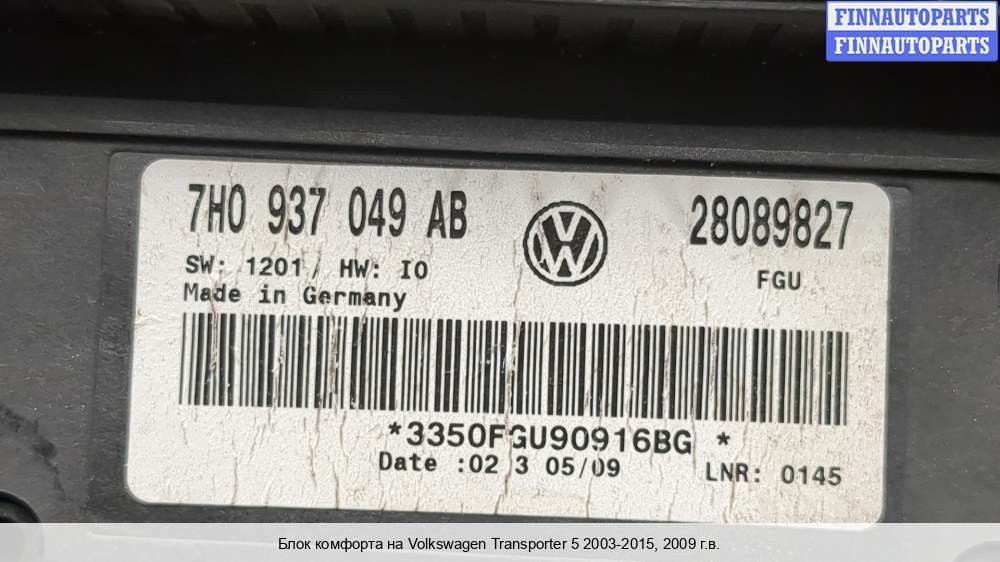 FINNAUTOPARTS
FINNAUTOPARTS
7H0 937 049 AB 28089827
SW: 1201/ HW: I0 FGU
Made in Germany
*3350FGU90916BG *
Date :02 3 05/09 LNR: 0145
Блок комфорта на Volkswagen Transporter 5 2003-2015, 2009 г.в.